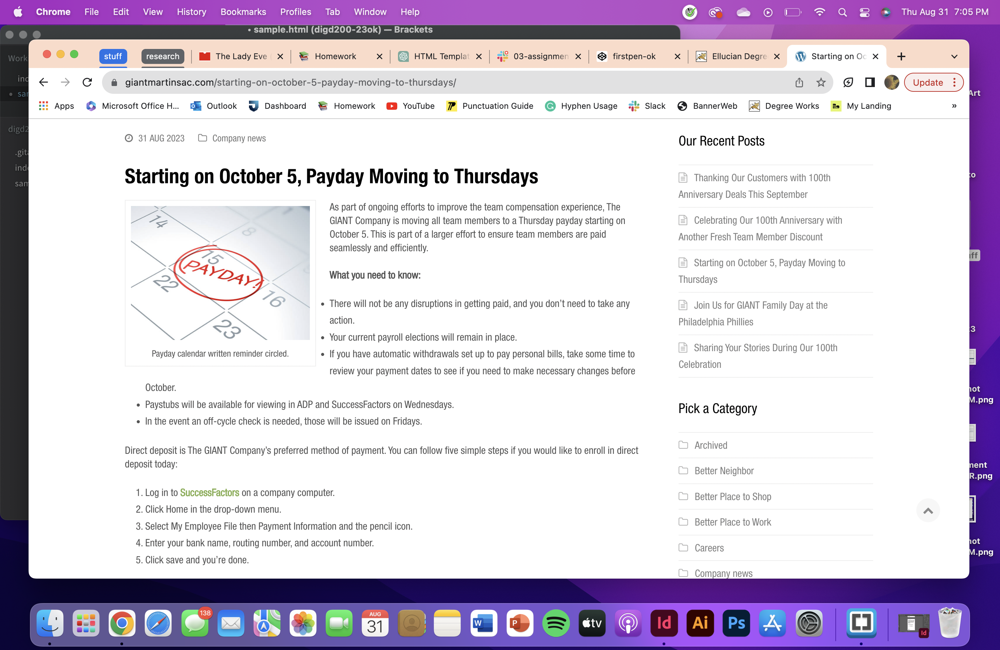 Chrome File Edit View History Bookmarks Profiles Tab Window Help Thu Aug 31 7:05 PM
• sample.html (digd200-23ok) — Brackets
stuff research The Lady Eve Homework HTML Templat 03-assignmen firstpen-ok Ellucian Degre Starting on Oc
giantmartinsac.com/starting-on-october-5-payday-moving-to-thursdays/ Update
Apps Microsoft Office H... Outlook Dashboard Homework YouTube Punctuation Guide Hyphen Usage Slack BannerWeb Degree Works My Landing »
31 AUG 2023 Company news
Starting on October 5, Payday Moving to Thursdays
14
8
15
PAYDAY!
22
16
23
Payday calendar written reminder circled.
As part of ongoing efforts to improve the team compensation experience, The
GIANT Company is moving all team members to a Thursday payday starting on
October 5. This is part of a larger effort to ensure team members are paid
seamlessly and efficiently.
What you need to know:
• There will not be any disruptions in getting paid, and you don’t need to take any
action.
• Your current payroll elections will remain in place.
• If you have automatic withdrawals set up to pay personal bills, take some time to
review your payment dates to see if you need to make necessary changes before
October.
• Paystubs will be available for viewing in ADP and SuccessFactors on Wednesdays.
• In the event an off-cycle check is needed, those will be issued on Fridays.
Direct deposit is The GIANT Company’s preferred method of payment. You can follow five simple steps if you would like to enroll in direct
deposit today:
1. Log in to SuccessFactors on a company computer.
2. Click Home in the drop-down menu.
3. Select My Employee File then Payment Information and the pencil icon.
4. Enter your bank name, routing number, and account number.
5. Click save and you’re done.
Our Recent Posts
Thanking Our Customers with 100th
Anniversary Deals This September
Celebrating Our 100th Anniversary with
Another Fresh Team Member Discount
Starting on October 5, Payday Moving to
Thursdays
Join Us for GIANT Family Day at the
Philadelphia Phillies
Sharing Your Stories During Our 100th
Celebration
Pick a Category
Archived
Better Neighbor
Better Place to Shop
Better Place to Work
Careers
Company news
Work
ind
sam
digd2
.gita
inde
sam
Art
to
M.png
R.png
M.png
138
AUG
31
W
P
tv
Id
Ai
Ps
Id